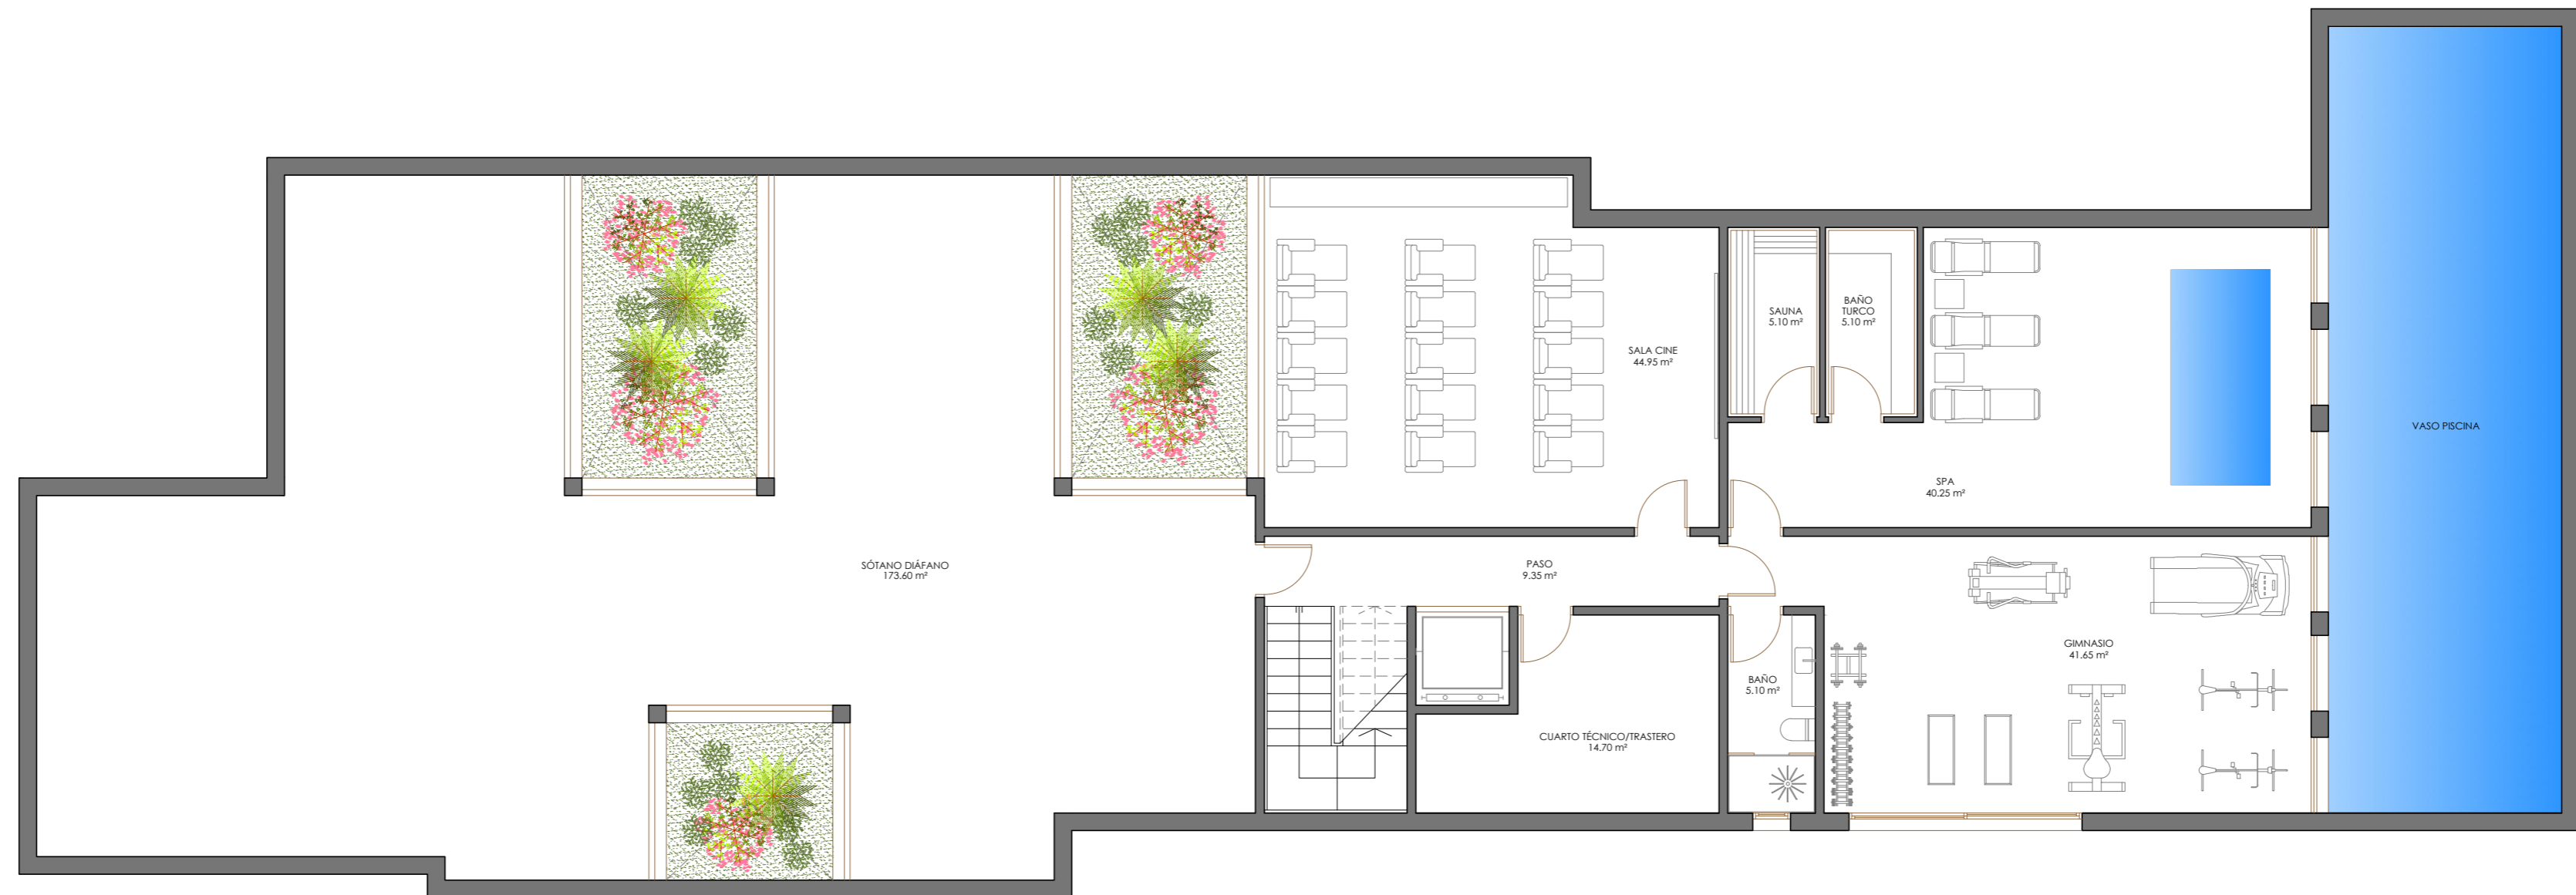 SAUNA
5.10 m²
BAÑO
TURCO
5.10 m²
SALA CINE
44.95 m²
VASO PISCINA
SPA
40.25 m²
SÓTANO DIÁFANO
173.60 m²
PASO
9.35 m²
GIMNASIO
41.65 m²
BAÑO
5.10 m²
CUARTO TÉCNICO/TRASTERO
14.70 m²